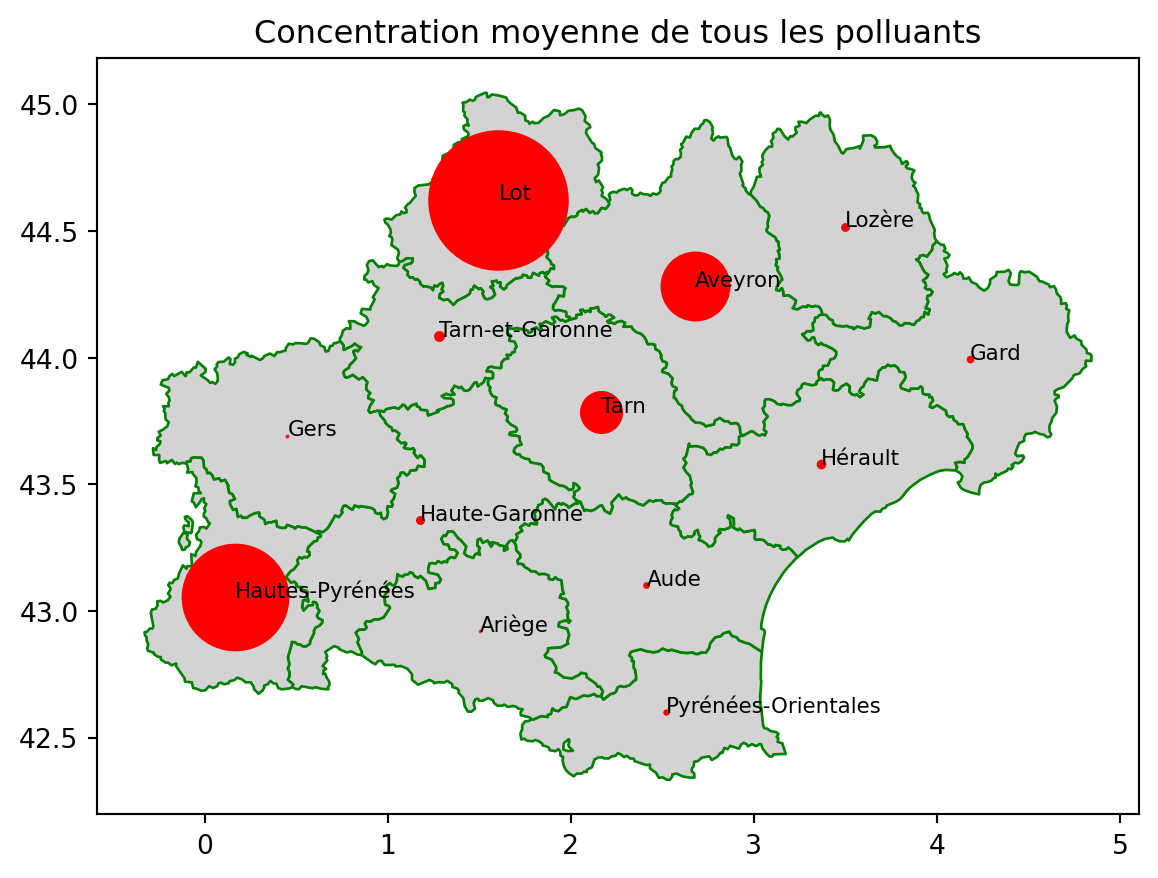 Concentration moyenne de tous les polluants
45.0
44.5
44.0
43.5
43.0
42.5
Lot
Lozère
Aveyron
Tarn-et-Garonne
Gard
Tarn
Gers
Hérault
Haute-Garonne
Hautes-Pyrénées
Aude
Ariège
Pyrénées-Orientales
0 1 2 3 4 5